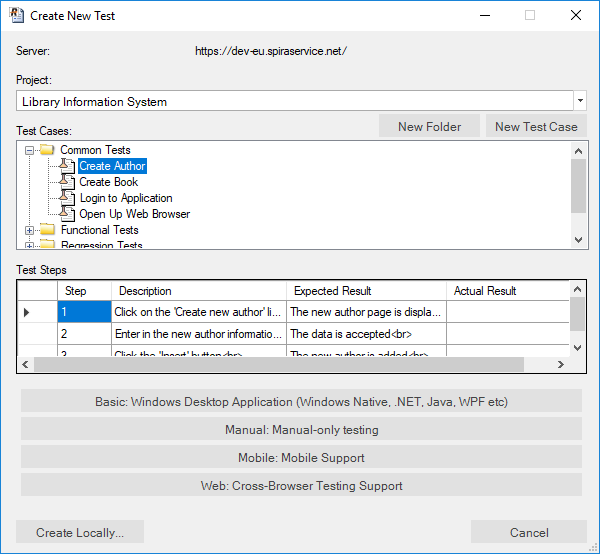 Create New Test
Server: https://dev-eu.spiraservice.net/
Project:
Library Information System
Test Cases: New Folder New Test Case
Common Tests
Create Author
Create Book
Login to Application
Open Up Web Browser
Functional Tests
Regression Tests
Test Steps
Step Description Expected Result Actual Result
1 Click on the 'Create new author' li... The new author page is displa...
2 Enter in the new author informatio... The data is accepted<br>
3 Click the 'Insert' button<br> The new author is added<br>
Basic: Windows Desktop Application (Windows Native, .NET, Java, WPF etc)
Manual: Manual-only testing
Mobile: Mobile Support
Web: Cross-Browser Testing Support
Create Locally... Cancel